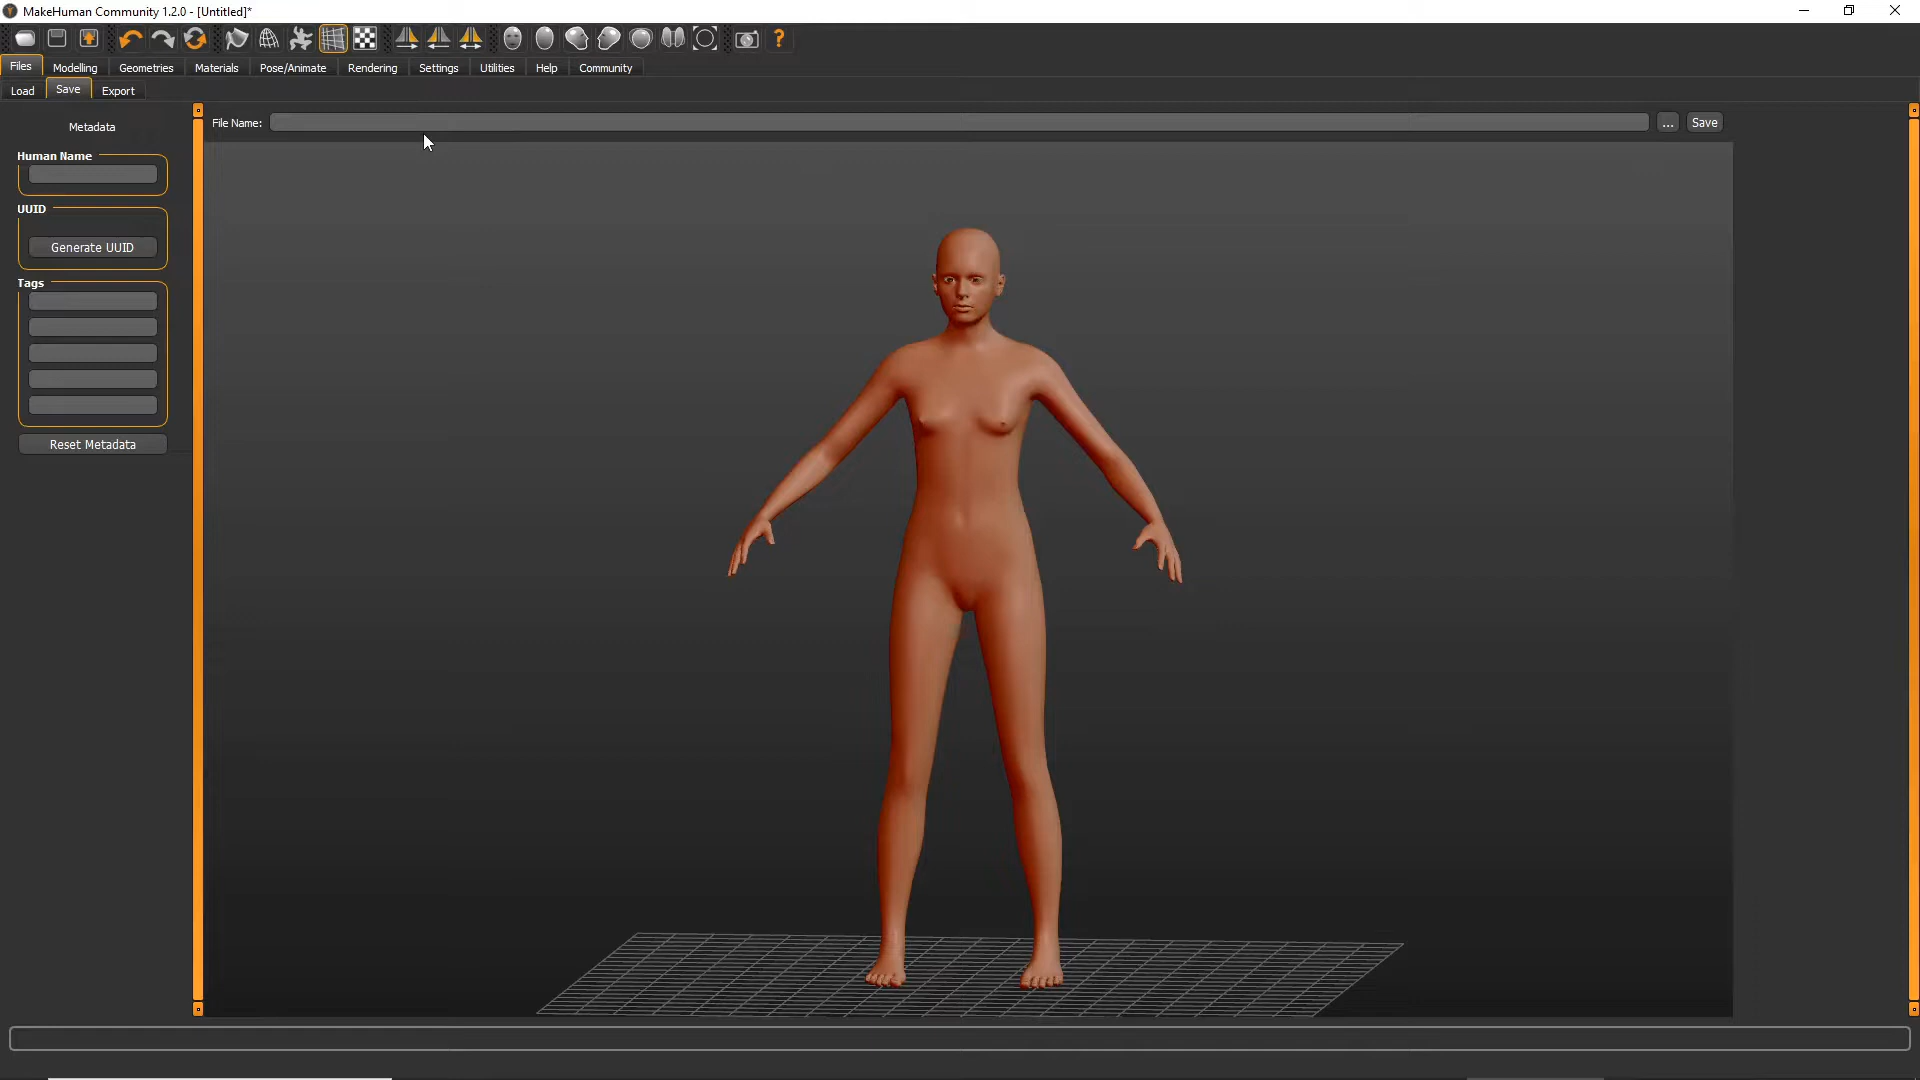 MakeHuman Community 1.2.0 - [Untitled]*
?
Files Modelling Geometries Materials Pose/Animate Rendering Settings Utilities Help Community
Load Save Export
Metadata
File Name: ... Save
Human Name
UUID
Generate UUID
Tags
Reset Metadata